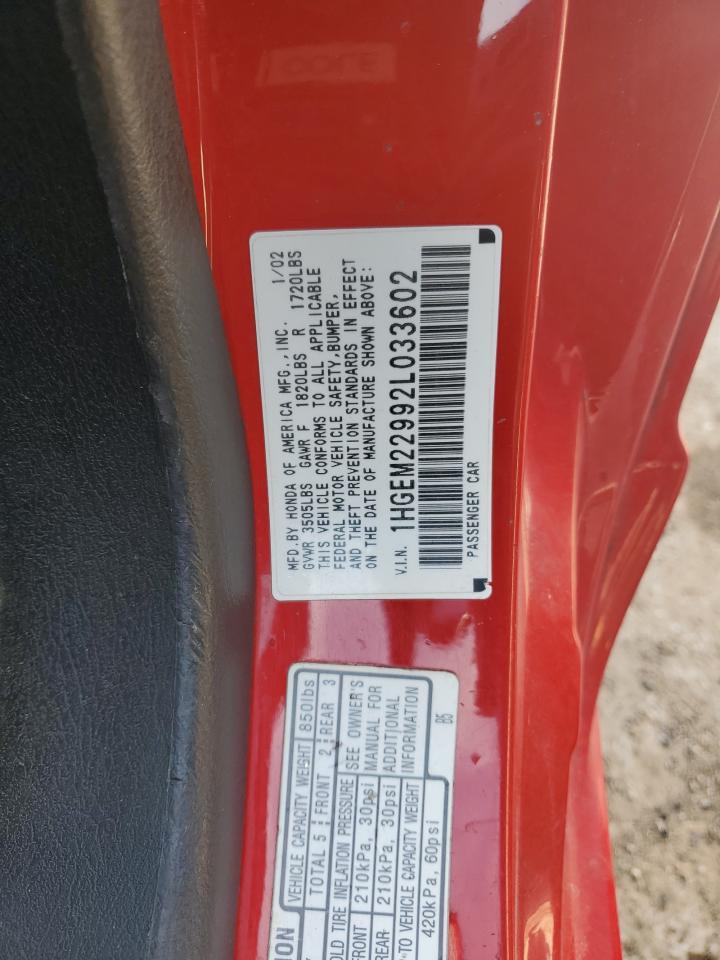 MFD.BY HONDA OF AMERICA MFG.,INC. 1/02
GVWR 3505LBS GAWR F 1820LBS R 1720LBS
THIS VEHICLE CONFORMS TO ALL APPLICABLE
FEDERAL MOTOR VEHICLE SAFETY,BUMPER,
AND THEFT PREVENTION STANDARDS IN EFFECT
ON THE DATE OF MANUFACTURE SHOWN ABOVE:
V.I.N. 1HGEM22992L033602
PASSENGER CAR
VEHICLE CAPACITY WEIGHT 850lbs
TOTAL 5 : FRONT 2 : REAR 3
OLD TIRE INFLATION PRESSURE SEE OWNER'S
FRONT 210kPa, 30psi MANUAL FOR
REAR 210kPa, 30psi ADDITIONAL
TO VEHICLE CAPACITY WEIGHT INFORMATION
420kPa, 60psi
B5